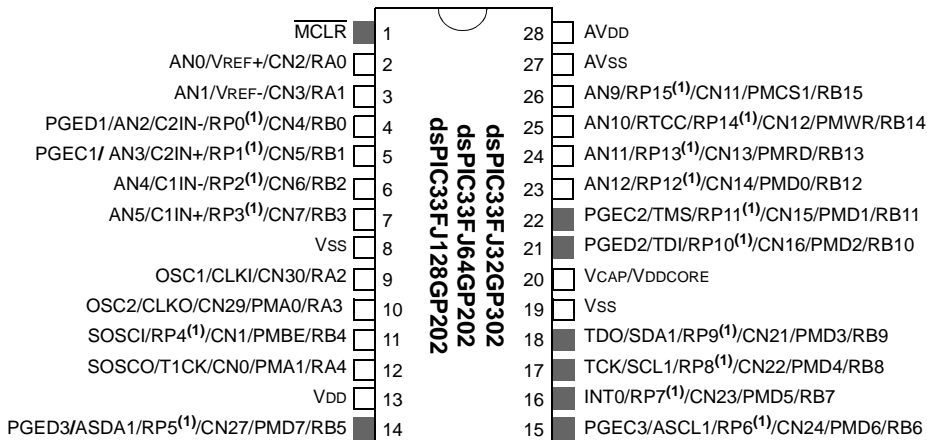 MCLR 1
AN0/VREF+/CN2/RA0 2
AN1/VREF-/CN3/RA1 3
PGED1/AN2/C2IN-/RP0(1)/CN4/RB0 4
PGEC1/ AN3/C2IN+/RP1(1)/CN5/RB1 5
AN4/C1IN-/RP2(1)/CN6/RB2 6
AN5/C1IN+/RP3(1)/CN7/RB3 7
VSS 8
OSC1/CLKI/CN30/RA2 9
OSC2/CLKO/CN29/PMA0/RA3 10
SOSCI/RP4(1)/CN1/PMBE/RB4 11
SOSCO/T1CK/CN0/PMA1/RA4 12
VDD 13
PGED3/ASDA1/RP5(1)/CN27/PMD7/RB5 14
dsPIC33FJ32GP302
dsPIC33FJ64GP202
dsPIC33FJ128GP202
28 AVDD
27 AVSS
26 AN9/RP15(1)/CN11/PMCS1/RB15
25 AN10/RTCC/RP14(1)/CN12/PMWR/RB14
24 AN11/RP13(1)/CN13/PMRD/RB13
23 AN12/RP12(1)/CN14/PMD0/RB12
22 PGEC2/TMS/RP11(1)/CN15/PMD1/RB11
21 PGED2/TDI/RP10(1)/CN16/PMD2/RB10
20 VCAP/VDDCORE
19 VSS
18 TDO/SDA1/RP9(1)/CN21/PMD3/RB9
17 TCK/SCL1/RP8(1)/CN22/PMD4/RB8
16 INT0/RP7(1)/CN23/PMD5/RB7
15 PGEC3/ASCL1/RP6(1)/CN24/PMD6/RB6